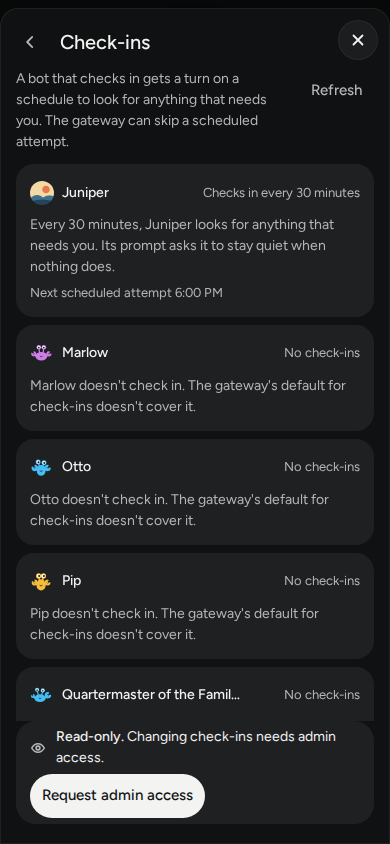 Check-ins
A bot that checks in gets a turn on a
schedule to look for anything that needs
you. The gateway can skip a scheduled
attempt.
Refresh
Juniper
Checks in every 30 minutes
Every 30 minutes, Juniper looks for anything that
needs you. Its prompt asks it to stay quiet when
nothing does.
Next scheduled attempt 6:00 PM
Marlow
No check-ins
Marlow doesn't check in. The gateway's default for
check-ins doesn't cover it.
Otto
No check-ins
Otto doesn't check in. The gateway's default for
check-ins doesn't cover it.
Pip
No check-ins
Pip doesn't check in. The gateway's default for
check-ins doesn't cover it.
Quartermaster of the Famil...
No check-ins
Read-only. Changing check-ins needs admin
access.
Request admin access